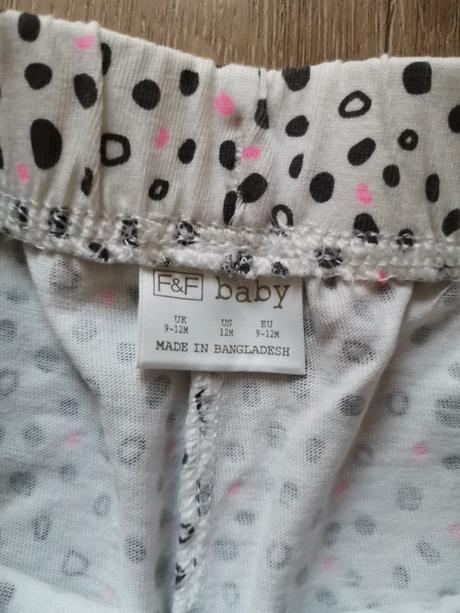 F&F baby
UK US EU
9-12M 12M 9-12M
MADE IN BANGLADESH